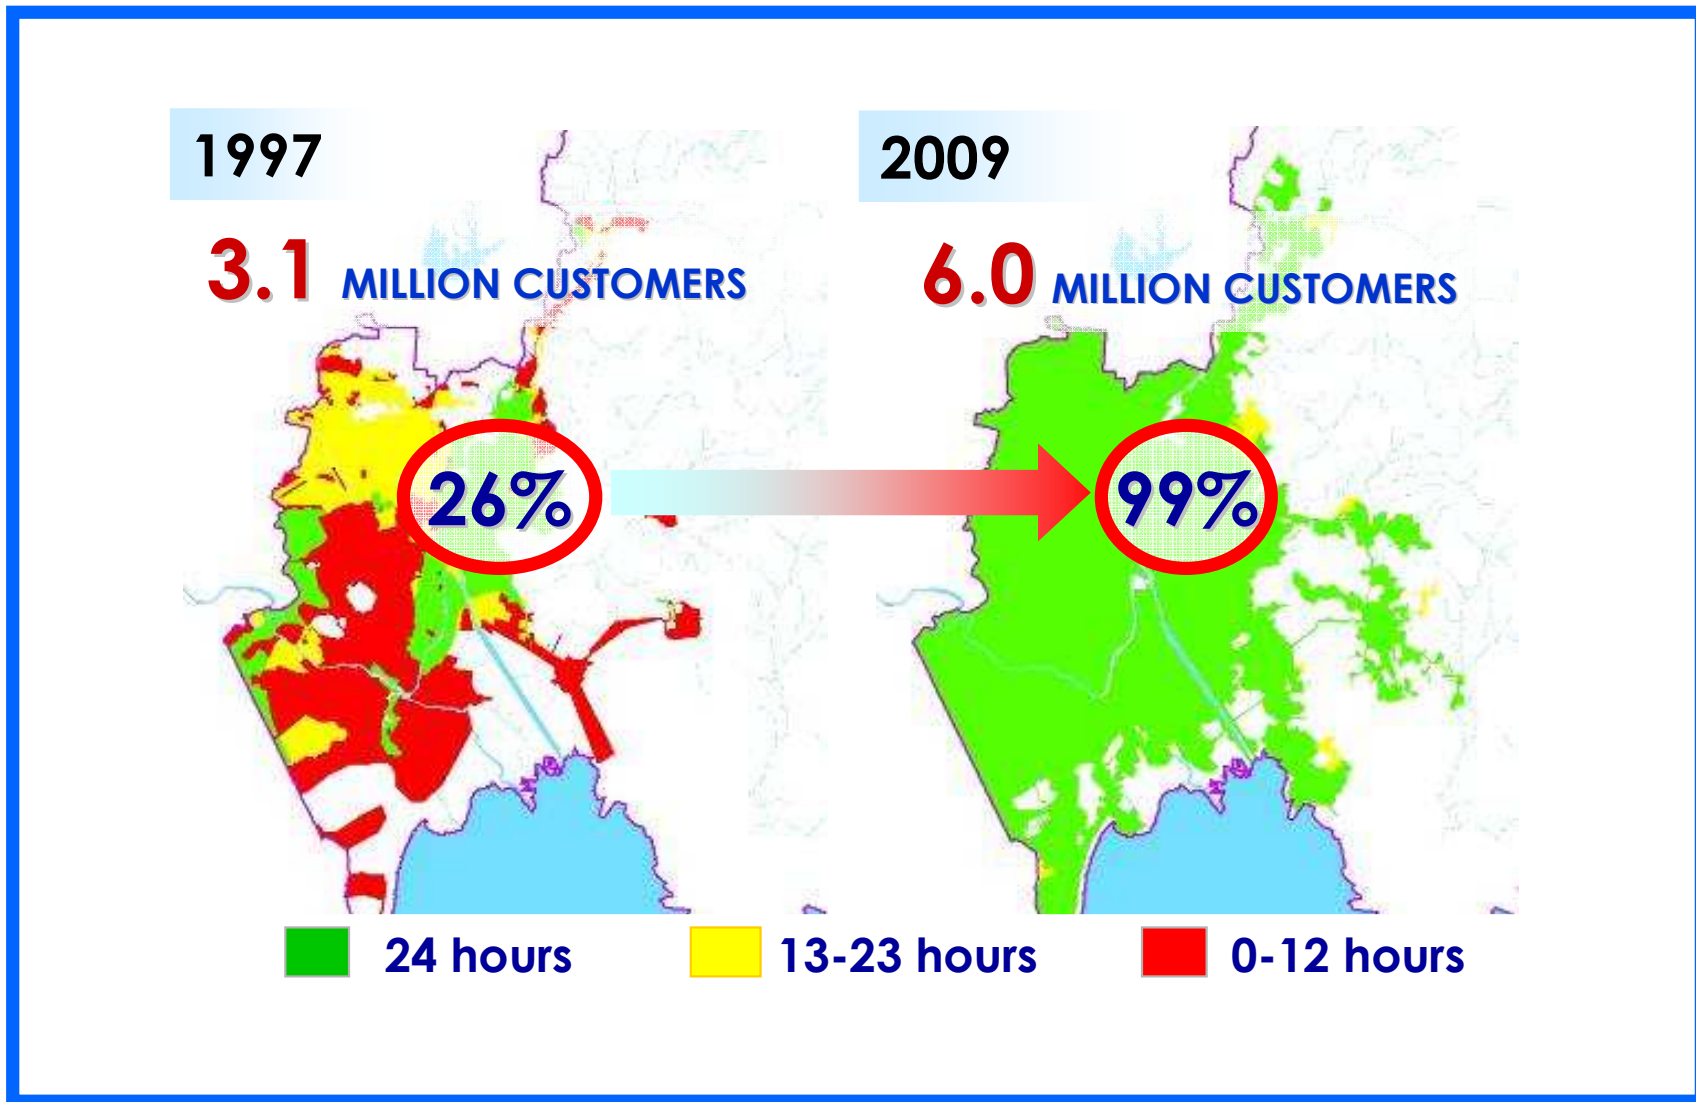 1997
3.1 MILLION CUSTOMERS
26%
2009
6.0 MILLION CUSTOMERS
99%
24 hours
13-23 hours
0-12 hours